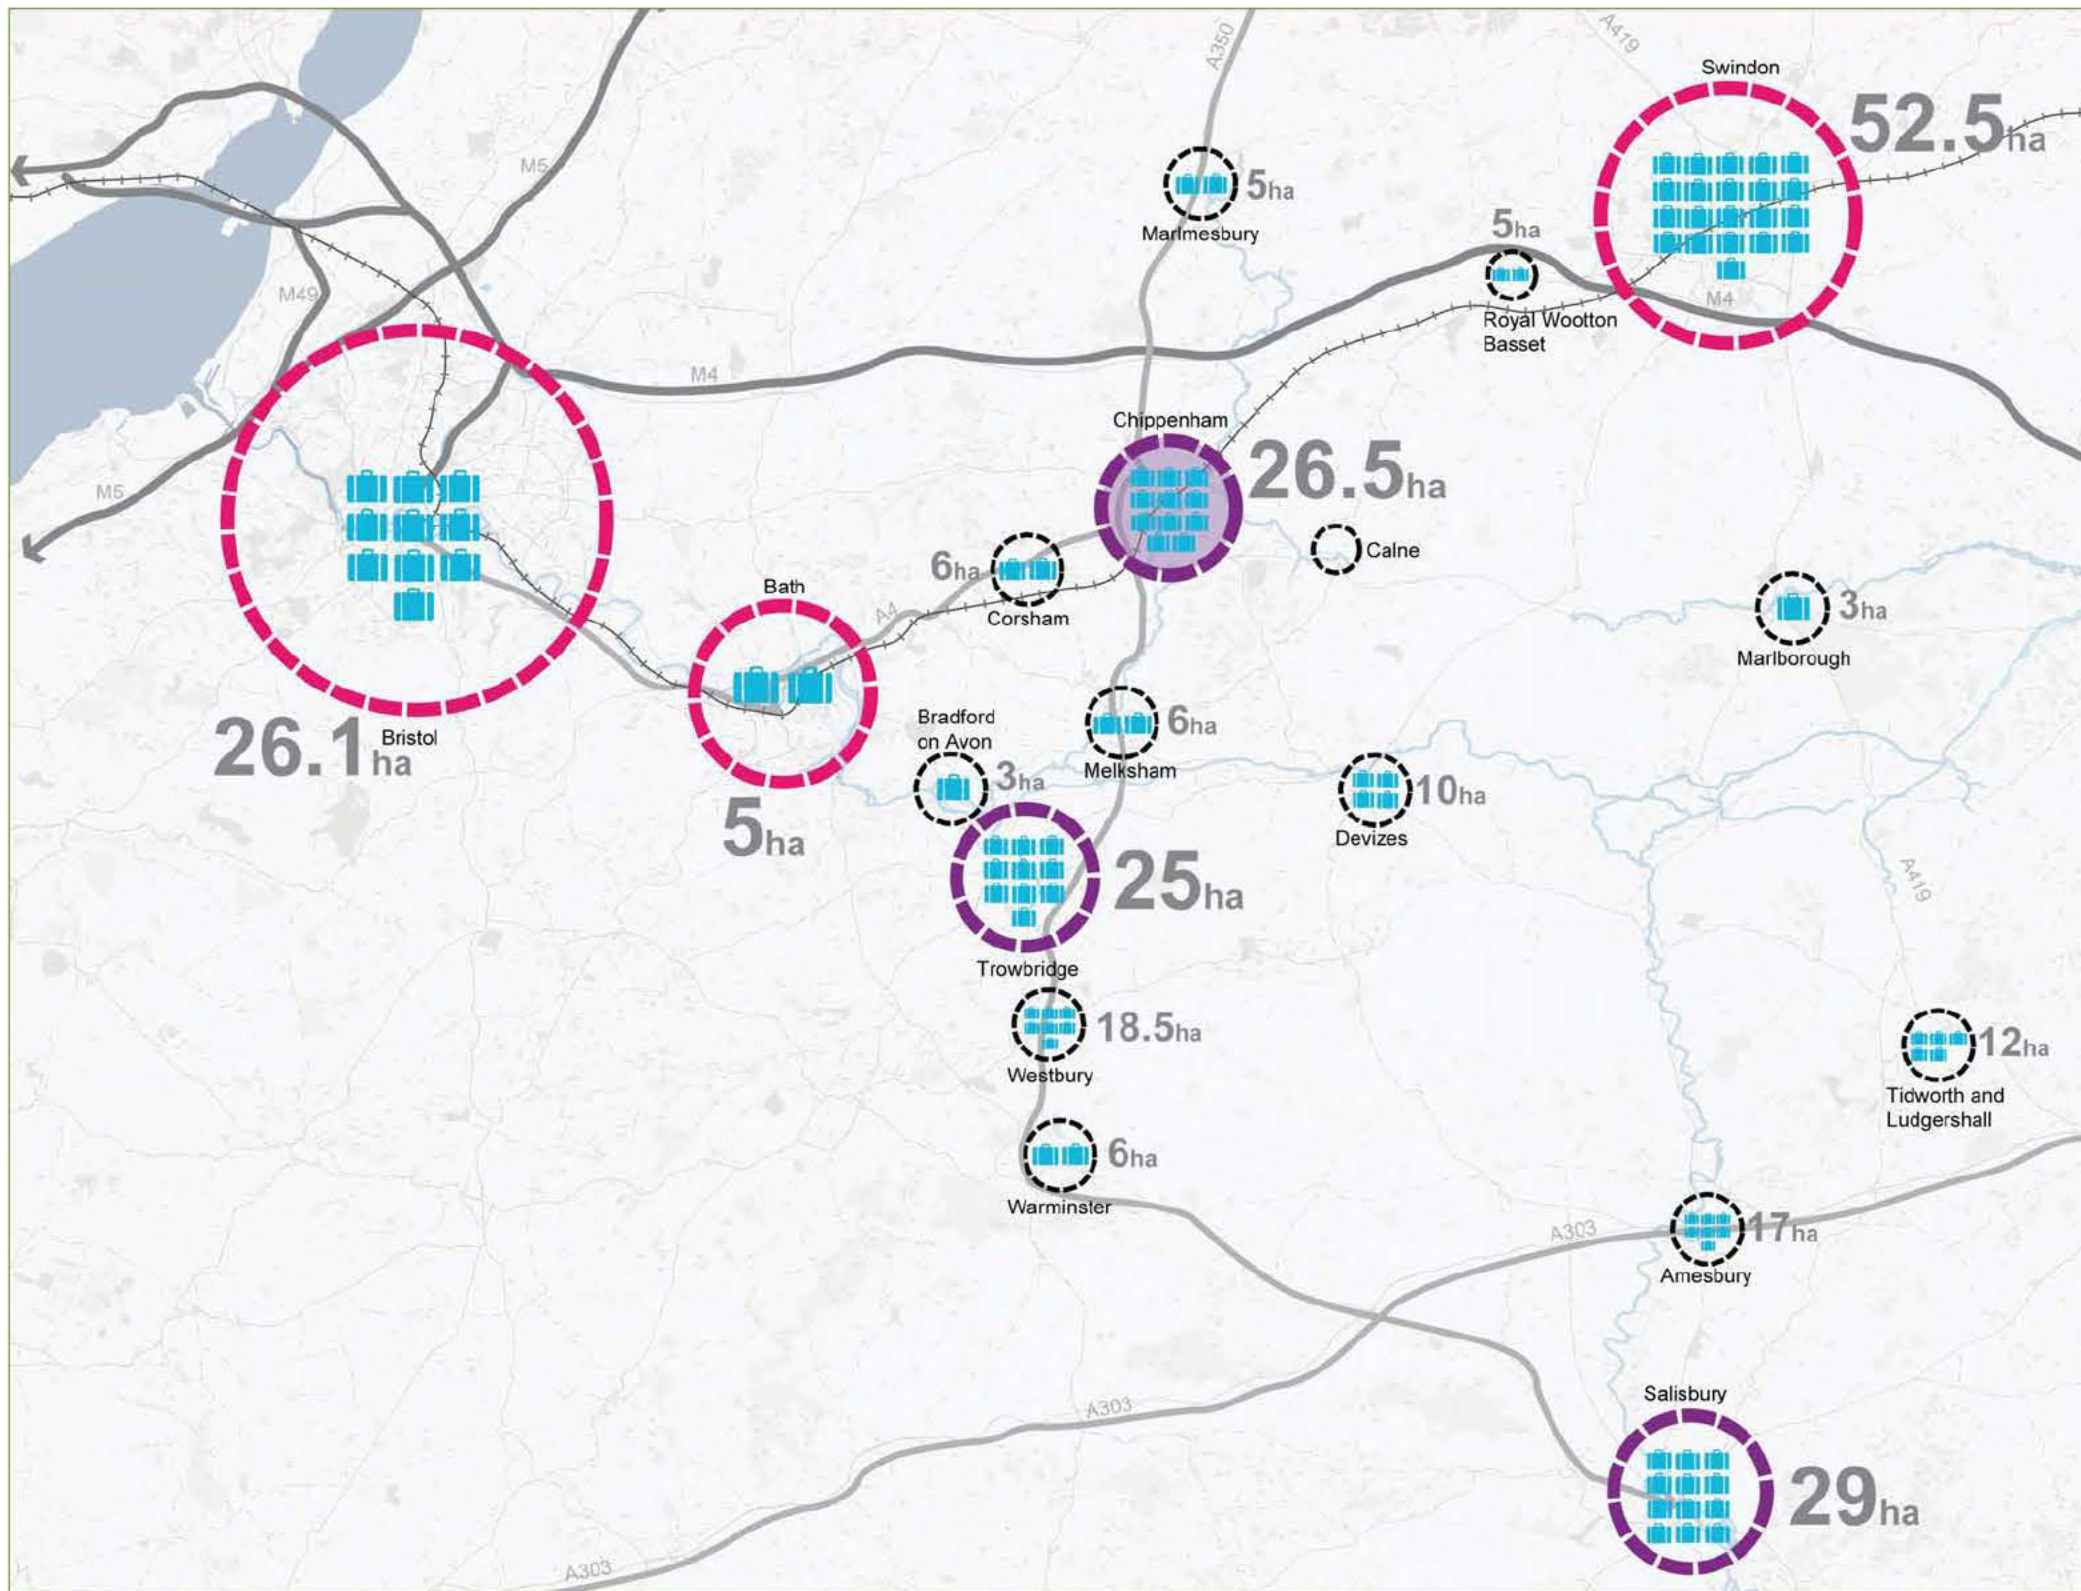 A419
A350
Swindon
52.5ha
M5
5ha
Marlmesbury
5ha
M49
M4
Royal Wootton
Basset
M4
Chippenham
26.5ha
M5
Calne
6ha
Bath
A4
Corsham
3ha
Marlborough
Bradford
on Avon
6ha
26.1ha
Bristol
Melksham
3ha
10ha
5ha
Devizes
25ha
A419
Trowbridge
18.5ha
12ha
Westbury
Tidworth and
Ludgershall
6ha
Warminster
A303
17ha
Amesbury
Salisbury
A303
29ha
A303